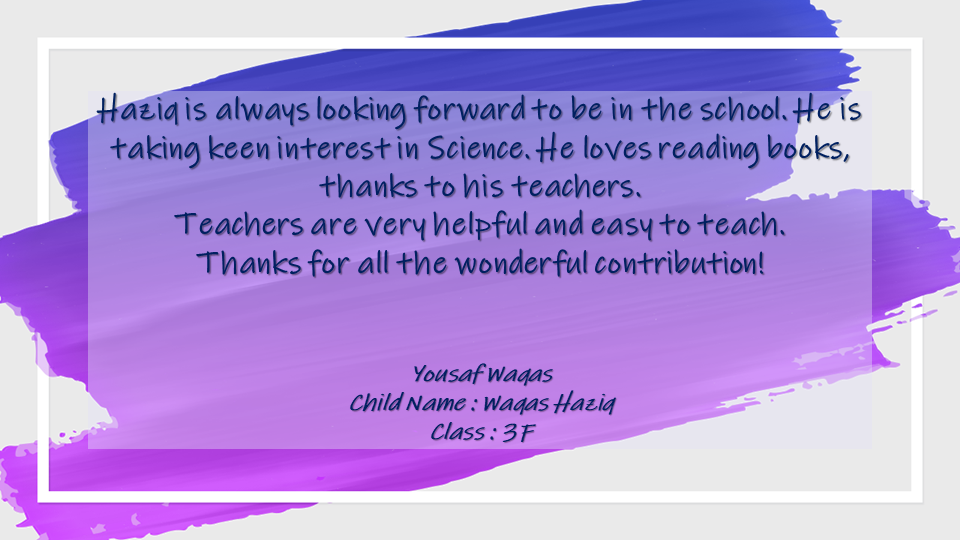 Haziq is always looking forward to be in the school. He is
taking keen interest in Science. He loves reading books,
thanks to his teachers.
Teachers are very helpful and easy to teach.
Thanks for all the wonderful contribution!
Yousaf Waqas
Child Name : Waqas Haziq
Class : 3F